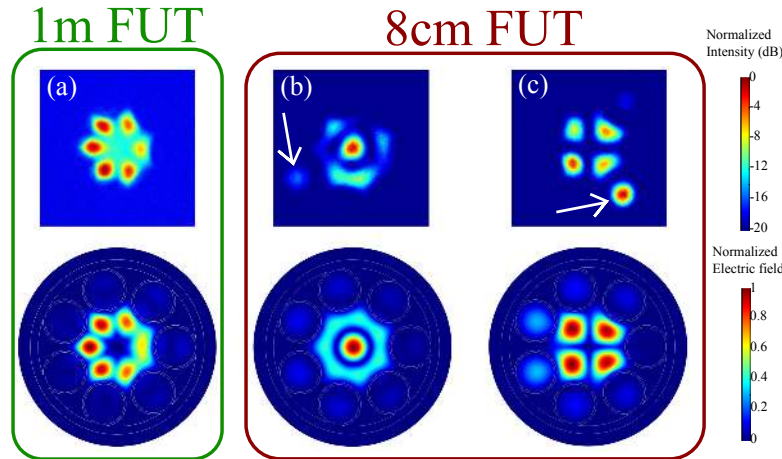 1m FUT
8cm FUT
(a)
(b)
(c)
Normalized
Intensity (dB)
0
-4
-8
-12
-16
-20
Normalized
Electric field
1
0.8
0.6
0.4
0.2
0